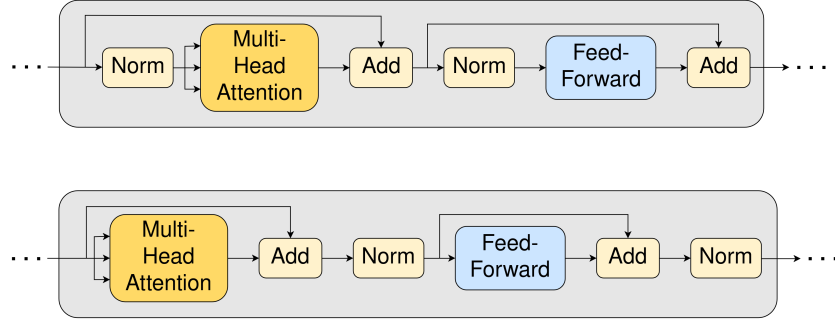 Norm
Multi-
Head
Attention
Add
Norm
Feed-
Forward
Add
Multi-
Head
Attention
Add
Norm
Feed-
Forward
Add
Norm